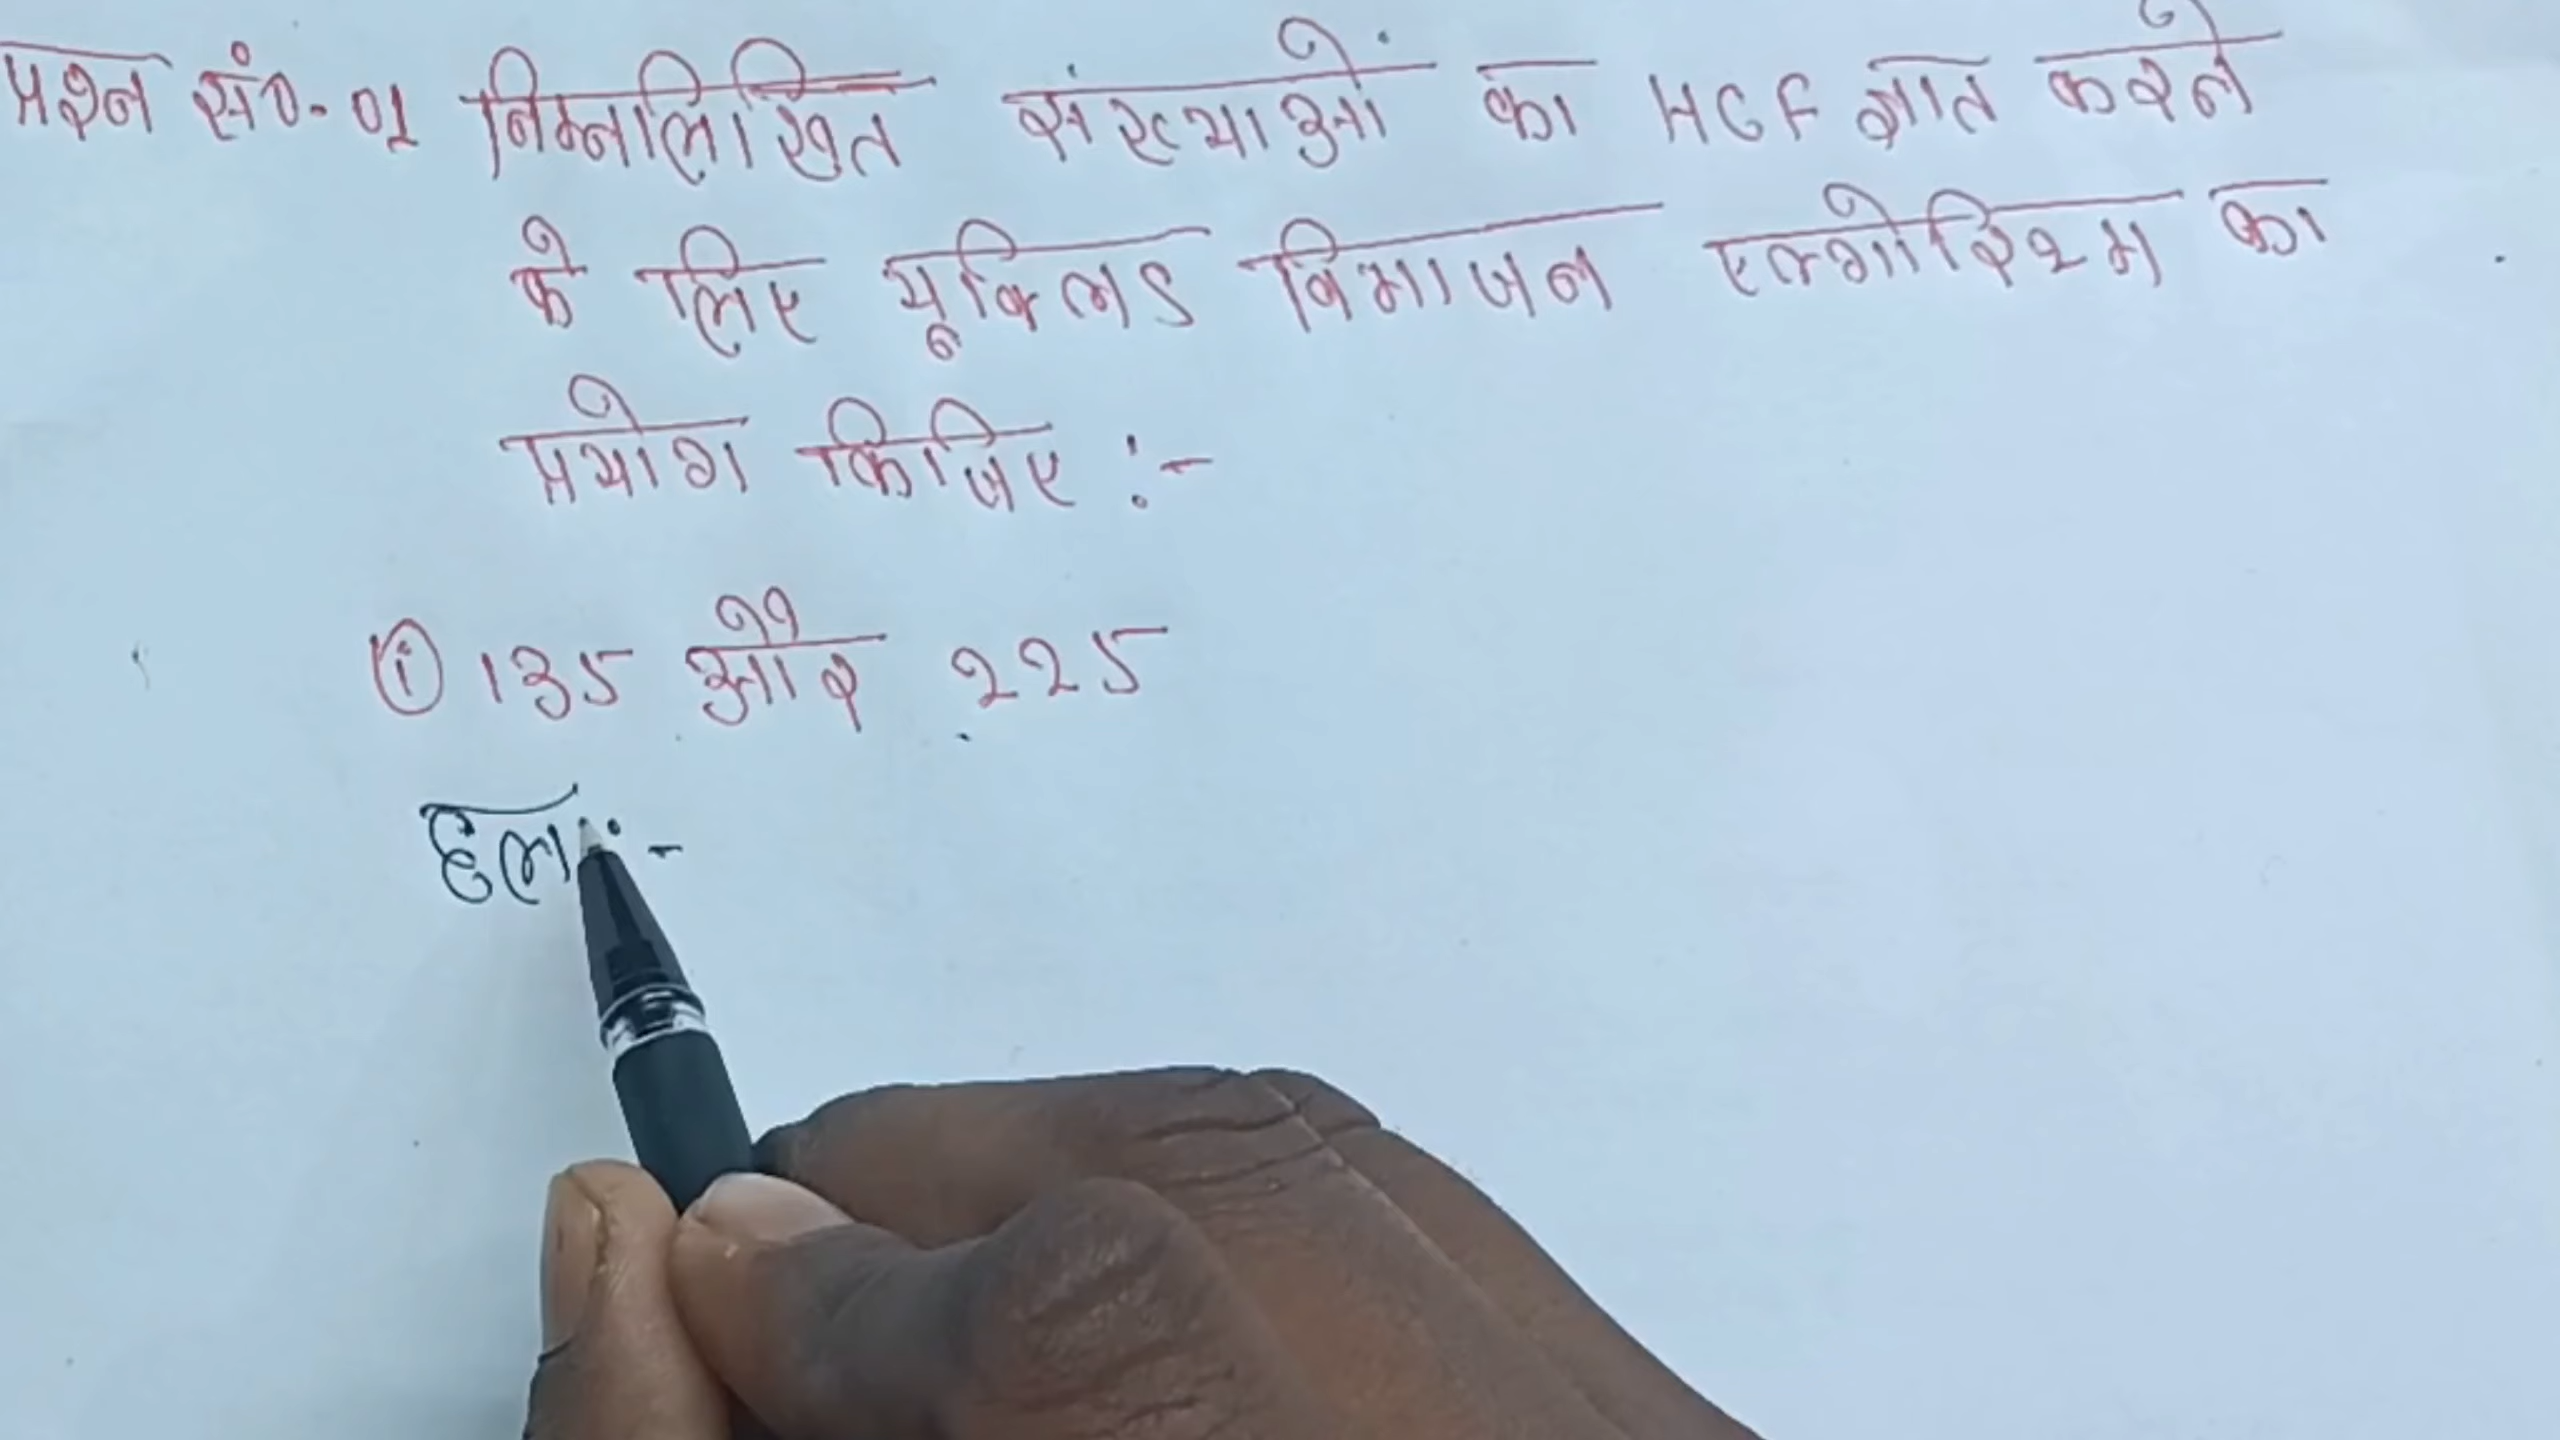 प्रश्न सं०-01 निम्नलिखित संख्याओं का HCF ज्ञात करने
के लिए यूक्लिड विभाजन एल्गोरिथ्म का
प्रयोग किजिए :-
(i) 135 और 225
हल :-